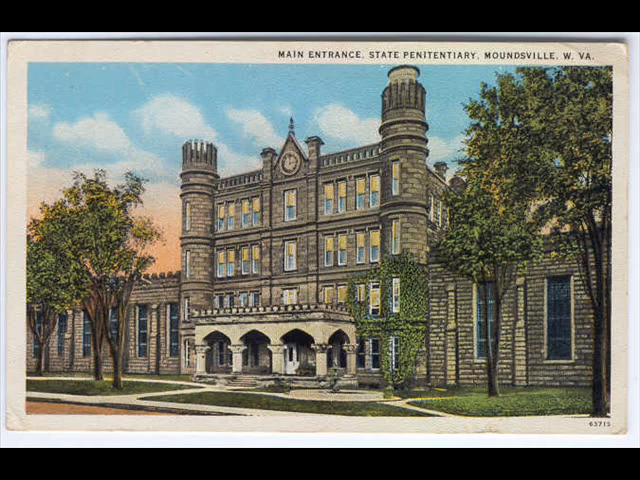 MAIN ENTRANCE, STATE PENITENTIARY, MOUNDSVILLE, W. VA.
63715